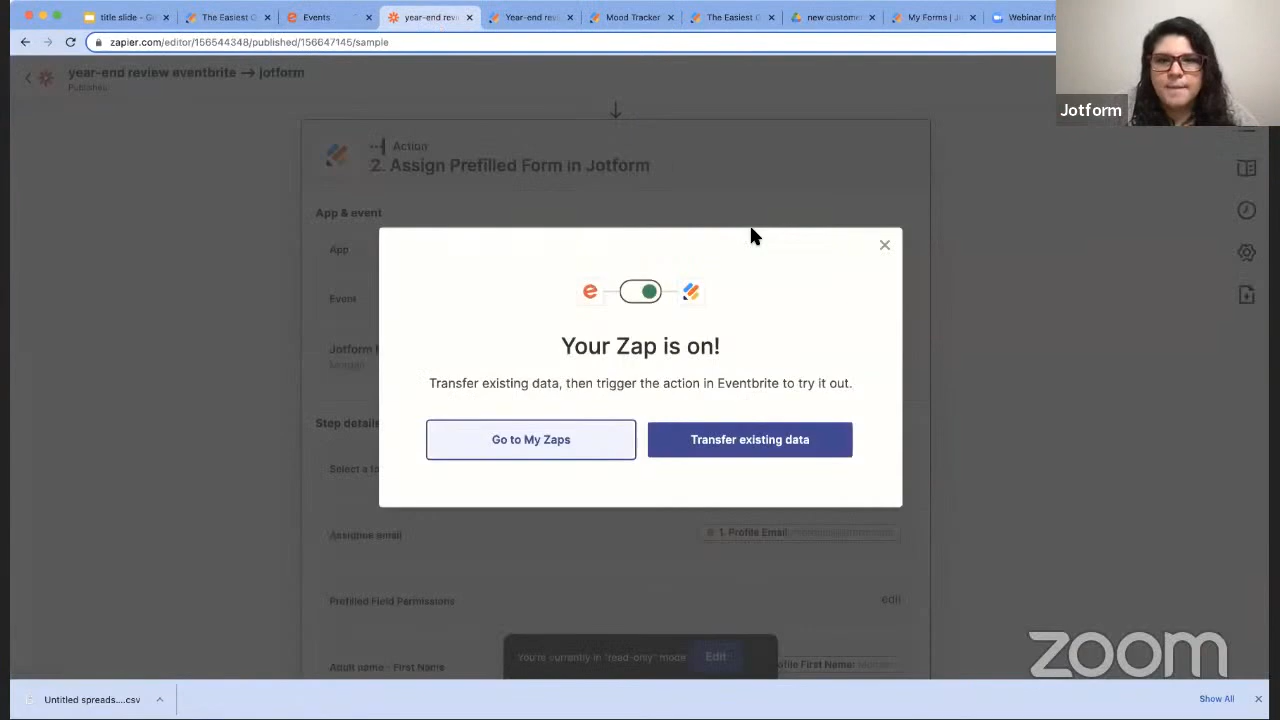 title slide - G
The Easiest O
Events
year-end revi
Year-end revi
Mood Tracker
The Easiest O
new custome
My Forms | J
Webinar Info
zapier.com/editor/156544348/published/156647145/sample
year-end review eventbrite → jotform
Published
Jotform
Action
2. Assign Prefilled Form in Jotform
App & event
App
Event
Jotform
Your Zap is on!
Transfer existing data, then trigger the action in Eventbrite to try it out.
Go to My Zaps
Transfer existing data
Step details
Select a
Assignee email
1. Profile Email
Prefilled Field Permissions
edit
You're currently in "read-only" mode
Edit
Adult name - First Name
ofile First Name:
zoom
Untitled spreads....csv
Show All